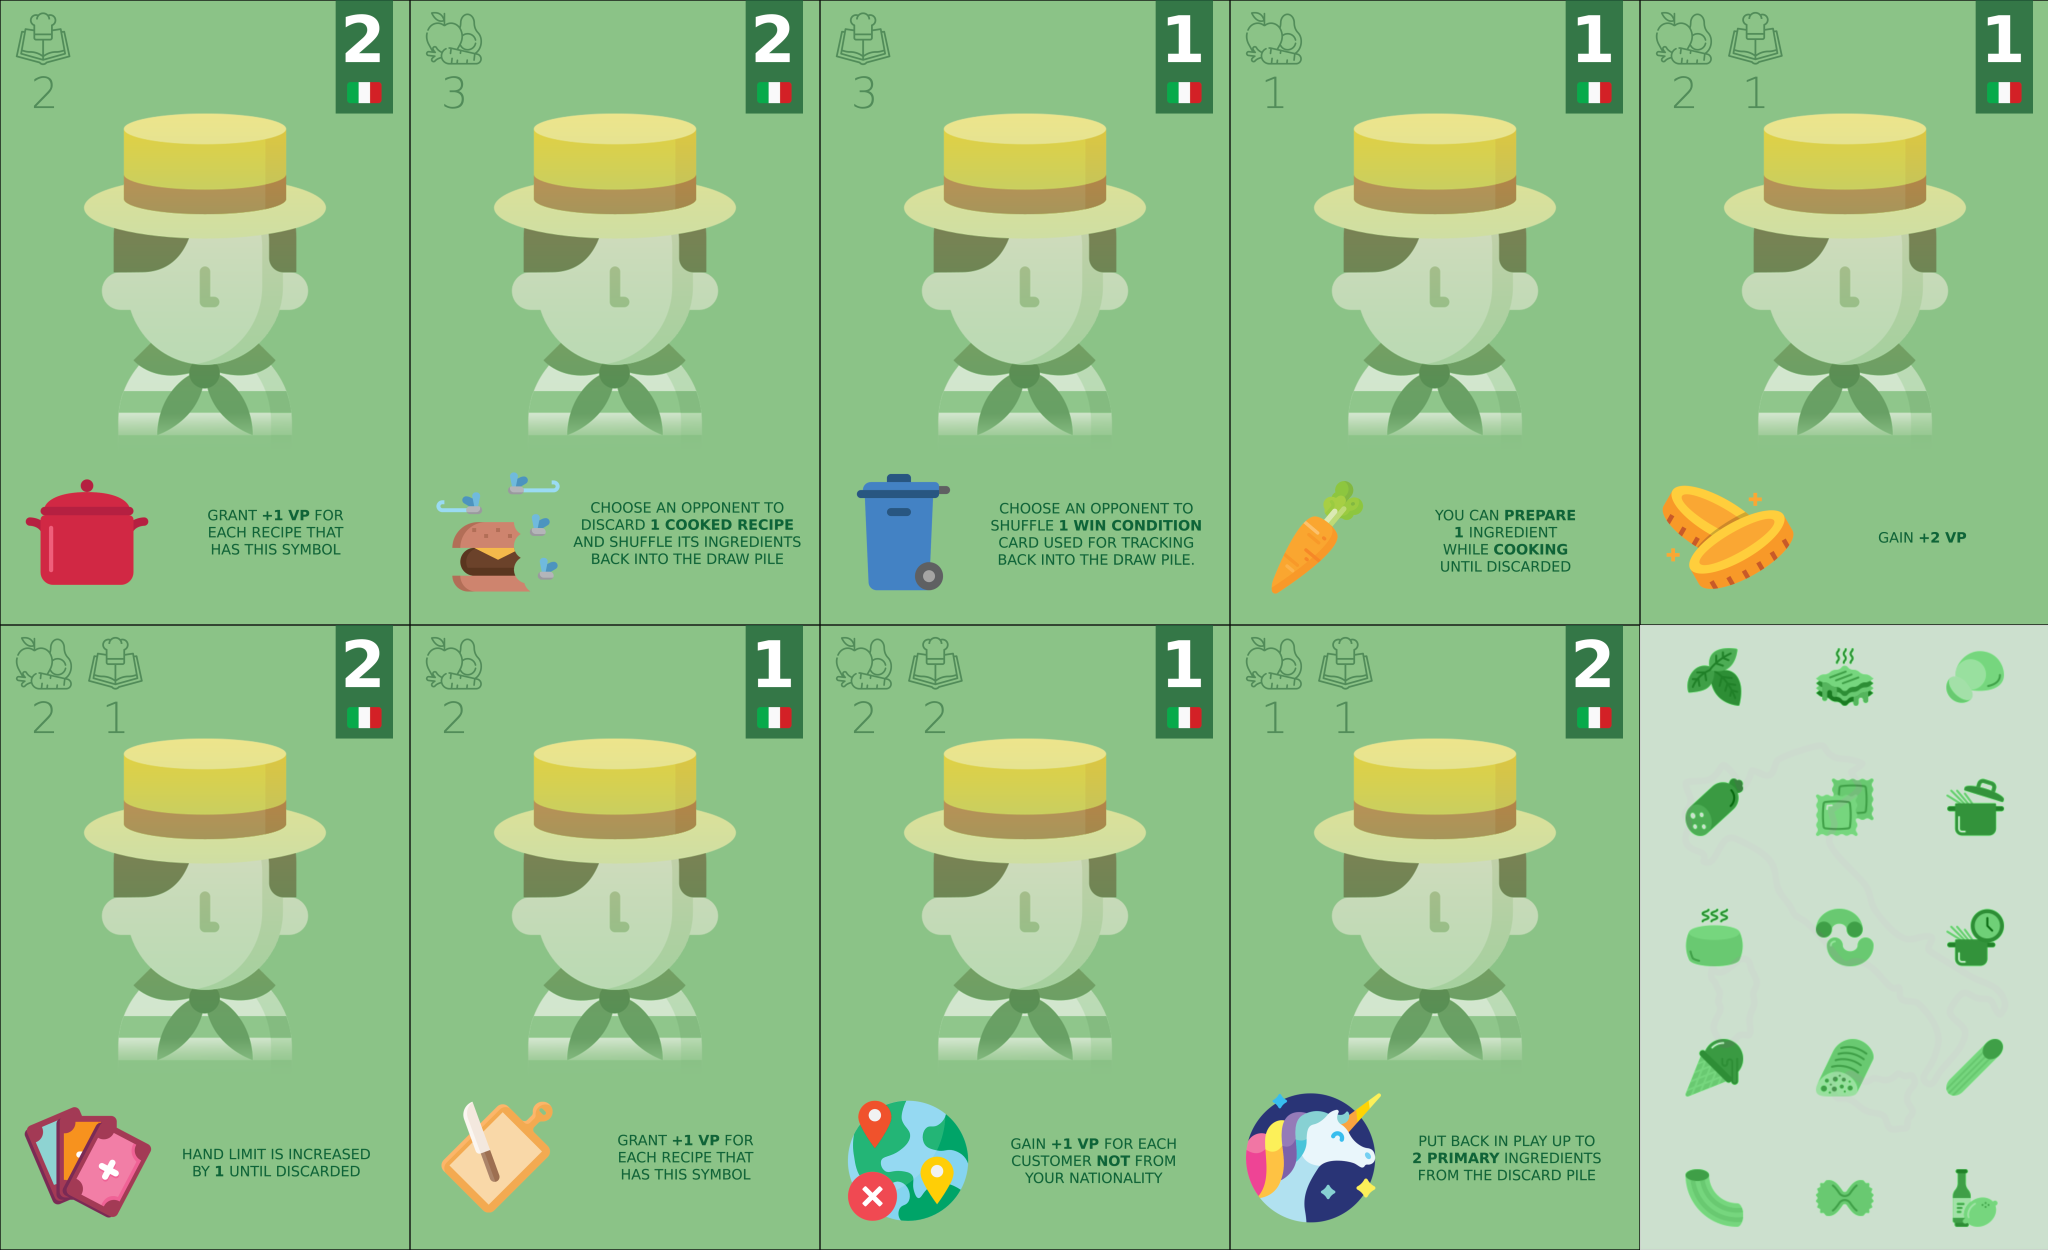 2
2
GRANT +1 VP FOR
EACH RECIPE THAT
HAS THIS SYMBOL
2
3
CHOOSE AN OPPONENT TO
DISCARD 1 COOKED RECIPE
AND SHUFFLE ITS INGREDIENTS
BACK INTO THE DRAW PILE
1
3
CHOOSE AN OPPONENT TO
SHUFFLE 1 WIN CONDITION
CARD USED FOR TRACKING
BACK INTO THE DRAW PILE.
1
1
YOU CAN PREPARE
1 INGREDIENT
WHILE COOKING
UNTIL DISCARDED
1
2 1
GAIN +2 VP
2
2 1
HAND LIMIT IS INCREASED
BY 1 UNTIL DISCARDED
1
2
GRANT +1 VP FOR
EACH RECIPE THAT
HAS THIS SYMBOL
1
2 2
GAIN +1 VP FOR EACH
CUSTOMER NOT FROM
YOUR NATIONALITY
2
1 1
PUT BACK IN PLAY UP TO
2 PRIMARY INGREDIENTS
FROM THE DISCARD PILE